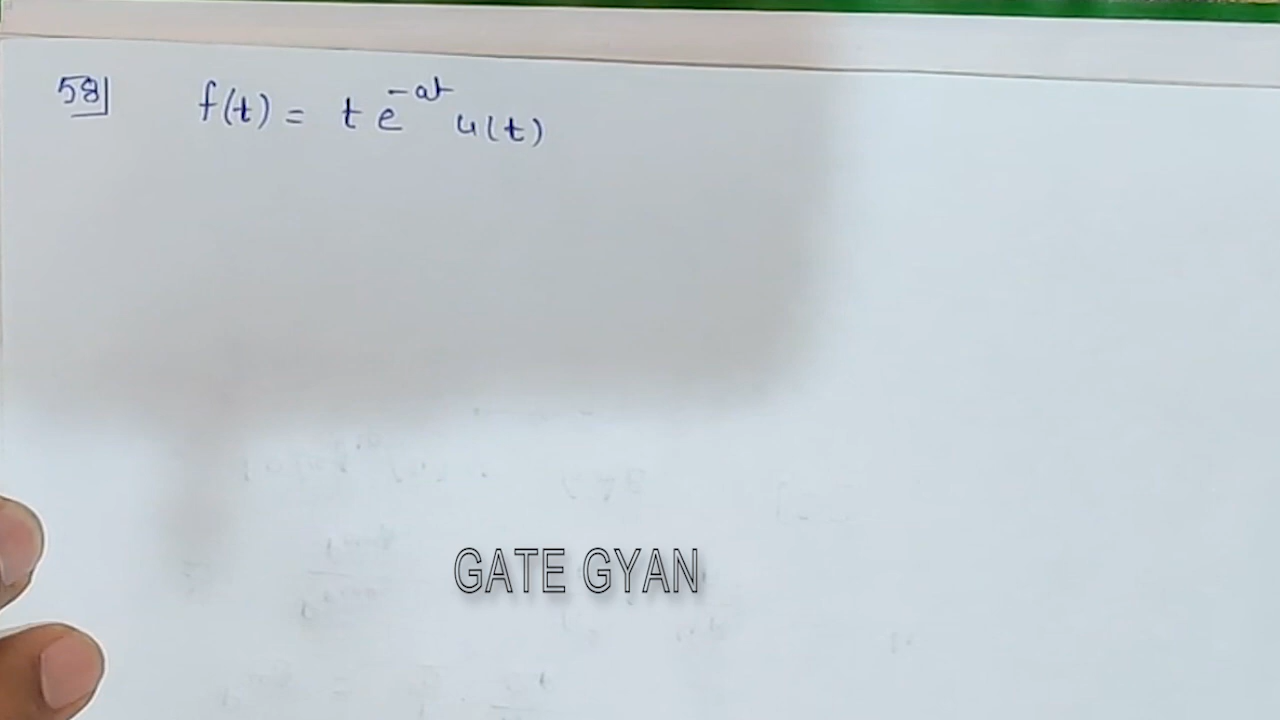 58 f(t) = t e^{-at} u(t)
GATE GYAN